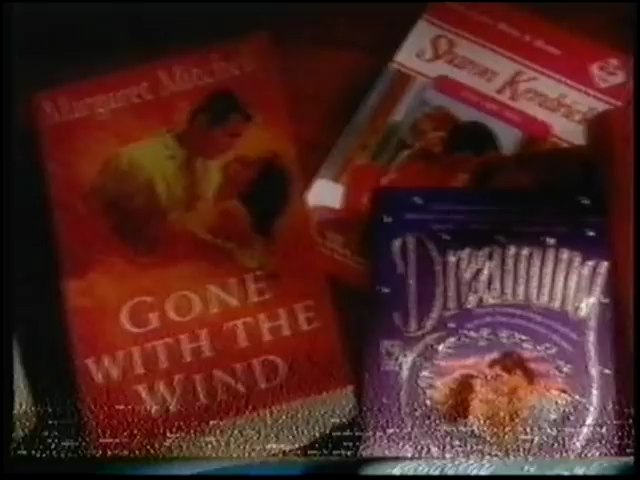 Margaret Mitchell
GONE
WITH THE
WIND
Sharon Kendrick
Dreaming